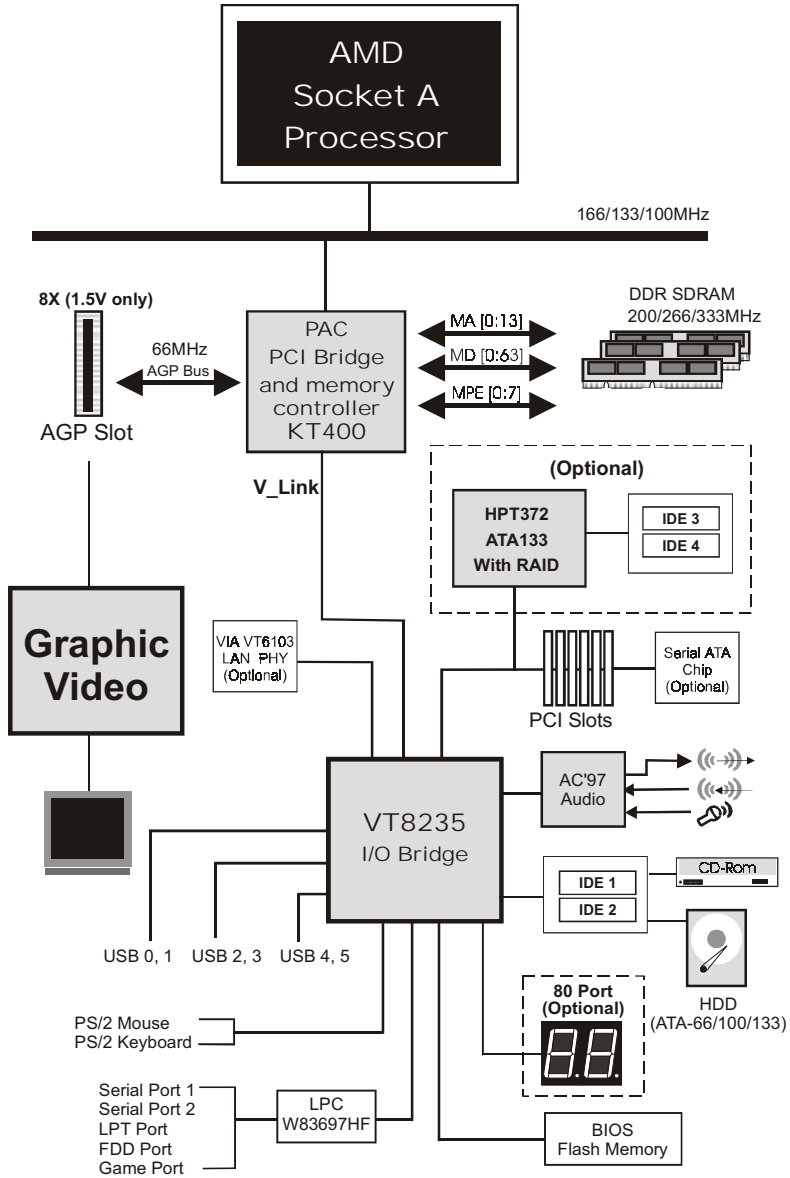 AMD
Socket A
Processor
166/133/100MHz
8X (1.5V only)
66MHz
AGP Bus
AGP Slot
PAC
PCI Bridge
and memory
controller
KT400
MA [0:13]
MD [0:63]
MPE [0:7]
DDR SDRAM
200/266/333MHz
V_Link
(Optional)
HPT372
ATA133
With RAID
IDE 3
IDE 4
Graphic
Video
VIA VT6103
LAN PHY
(Optional)
PCI Slots
Serial ATA
Chip
(Optional)
VT8235
I/O Bridge
AC'97
Audio
IDE 1
IDE 2
CD-Rom
HDD
(ATA-66/100/133)
USB 0, 1
USB 2, 3
USB 4, 5
80 Port
(Optional)
88
PS/2 Mouse
PS/2 Keyboard
Serial Port 1
Serial Port 2
LPT Port
FDD Port
Game Port
LPC
W83697HF
BIOS
Flash Memory